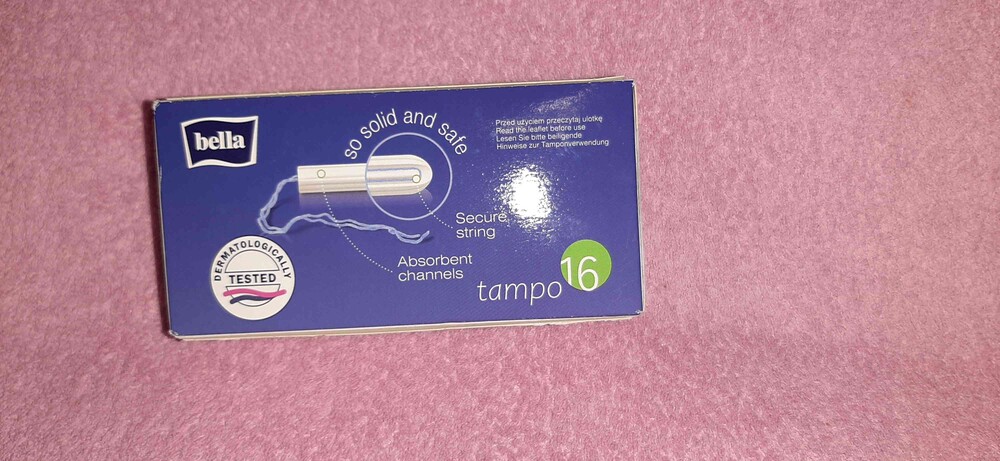 bella
so solid and safe
Przed użyciem przeczytaj ulotkę
Read the leaflet before use
Lesen Sie bitte beiliegende
Hinweise zur Tamponverwendung
Secure
string
Absorbent
channels
DERMATOLOGICALLY
TESTED
tampo
16